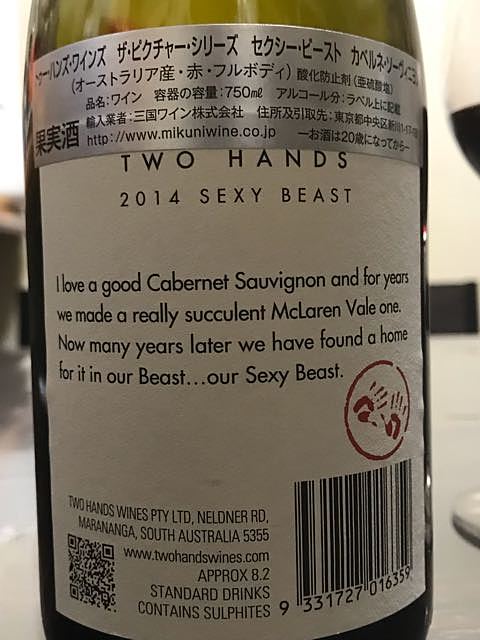 トゥー・ハンズ・ワインズ ザ・ピクチャー・シリーズ セクシー・ビースト カベルネ・ソーヴィニヨン
(オーストラリア産・赤・フルボディ) 酸化防止剤(亜硫酸塩)
品名:ワイン 容器の容量:750㎖ アルコール分:ラベル上に記載
輸入業者:三国ワイン株会社 住所及引取先:東京都中央区新川1-17-18
果実酒 http://www.mikuniwine.co.jp ―お酒は20歳になってから―
TWO HANDS
2014 SEXY BEAST
I love a good Cabernet Sauvignon and for years
we made a really succulent McLaren Vale one.
Now many years later we have found a home
for it in our Beast...our Sexy Beast.
TWO HANDS WINES PTY LTD, NELDNER RD,
MARANANGA, SOUTH AUSTRALIA 5355
www.twohandswines.com
APPROX 8.2
STANDARD DRINKS
CONTAINS SULPHITES
9 331727 016359